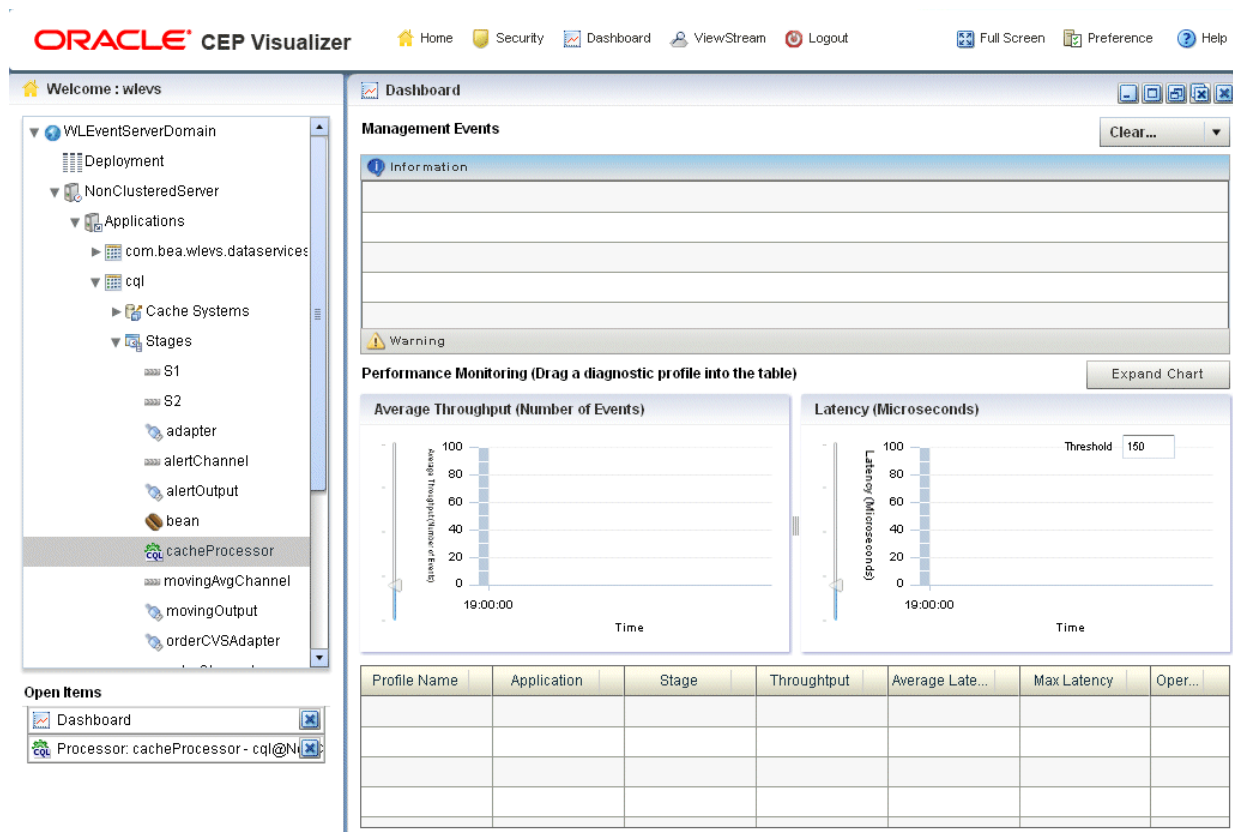 ORACLE CEP Visualizer
Home
Security
Dashboard
ViewStream
Logout
Full Screen
Preference
Help
Welcome : wlevs
WLEventServerDomain
Deployment
NonClusteredServer
Applications
com.bea.wlevs.dataservices
cql
Cache Systems
Stages
S1
S2
adapter
alertChannel
alertOutput
bean
cacheProcessor
movingAvgChannel
movingOutput
orderCVSAdapter
Open Items
Dashboard
Processor: cacheProcessor - cql@N
Dashboard
Management Events
Clear...
Information
Warning
Performance Monitoring (Drag a diagnostic profile into the table)
Expand Chart
Average Throughput (Number of Events)
Average Throughput(Number of Events)
100
80
60
40
20
0
19:00:00
Time
Latency (Microseconds)
Threshold 150
Latency (Microseconds)
100
80
60
40
20
0
19:00:00
Time
Profile Name Application Stage Throughtput Average Late... Max Latency Oper...